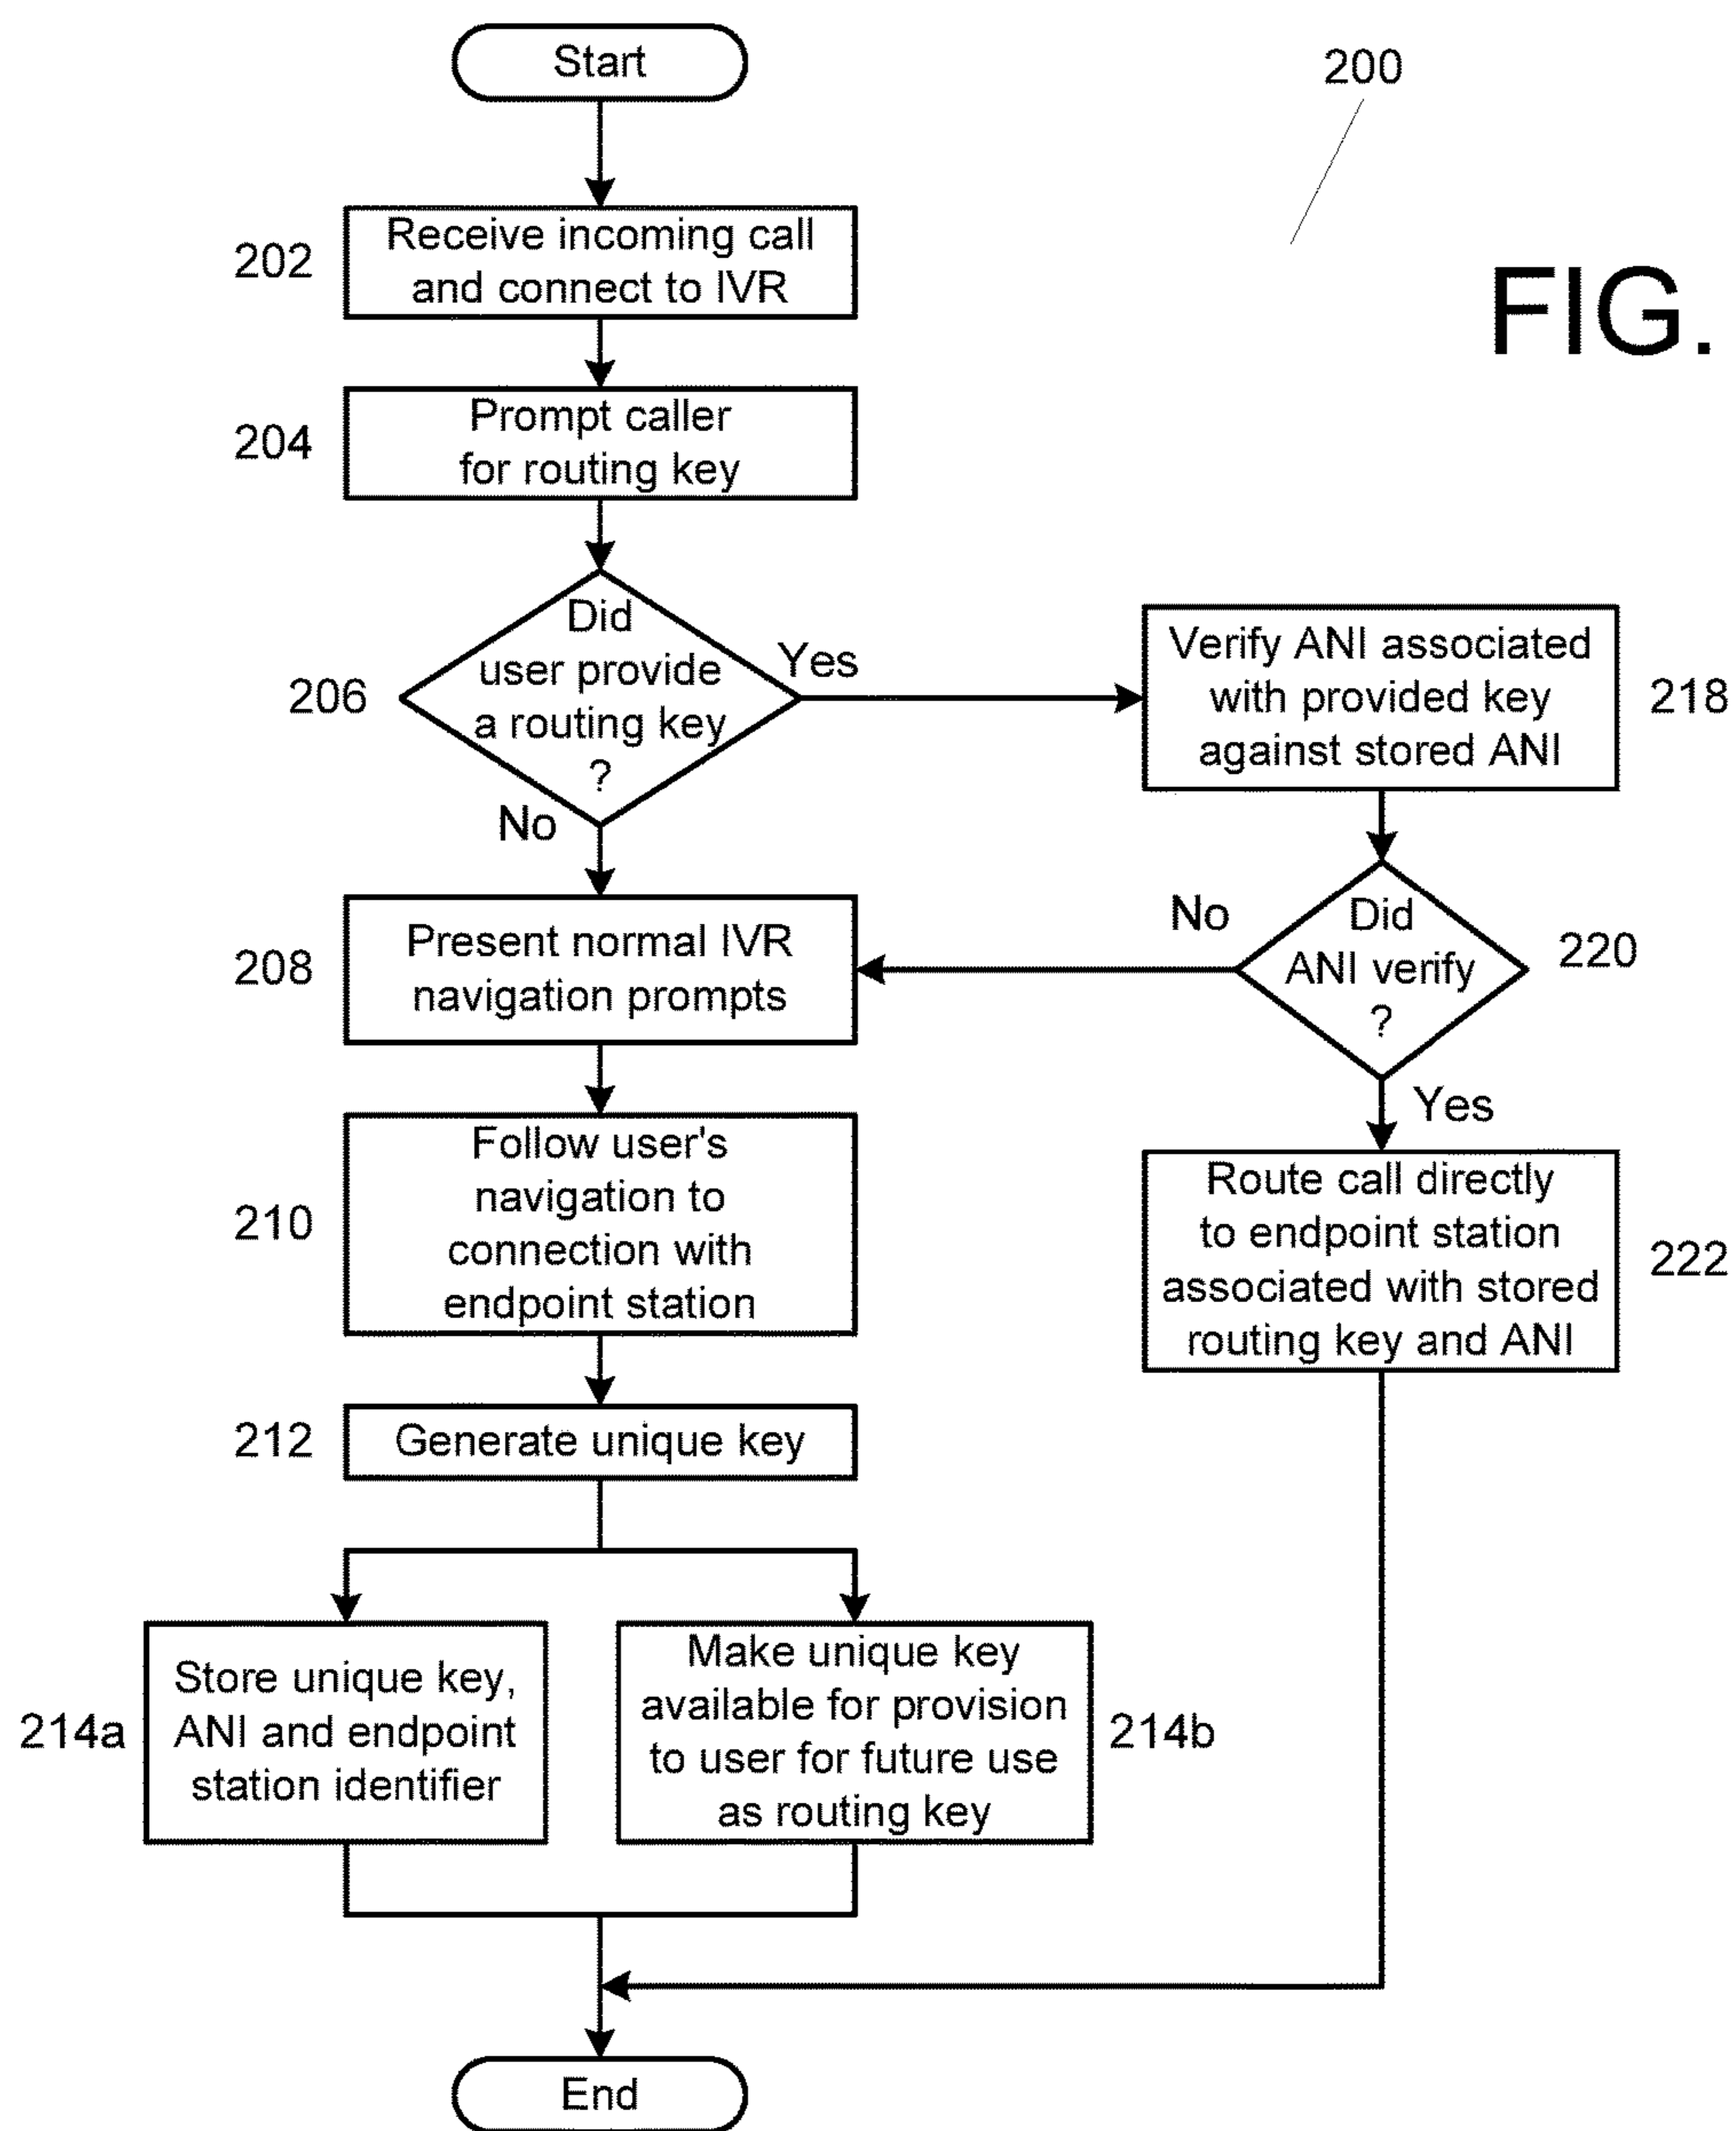 Start
200
FIG.
202
Receive incoming call
and connect to IVR
204
Prompt caller
for routing key
206
Did
user provide
a routing key
?
Yes
No
Verify ANI associated
with provided key
against stored ANI
218
208
Present normal IVR
navigation prompts
No
Did
ANI verify
?
220
Yes
210
Follow user's
navigation to
connection with
endpoint station
Route call directly
to endpoint station
associated with stored
routing key and ANI
222
212
Generate unique key
214a
Store unique key,
ANI and endpoint
station identifier
Make unique key
available for provision
to user for future use
as routing key
214b
End